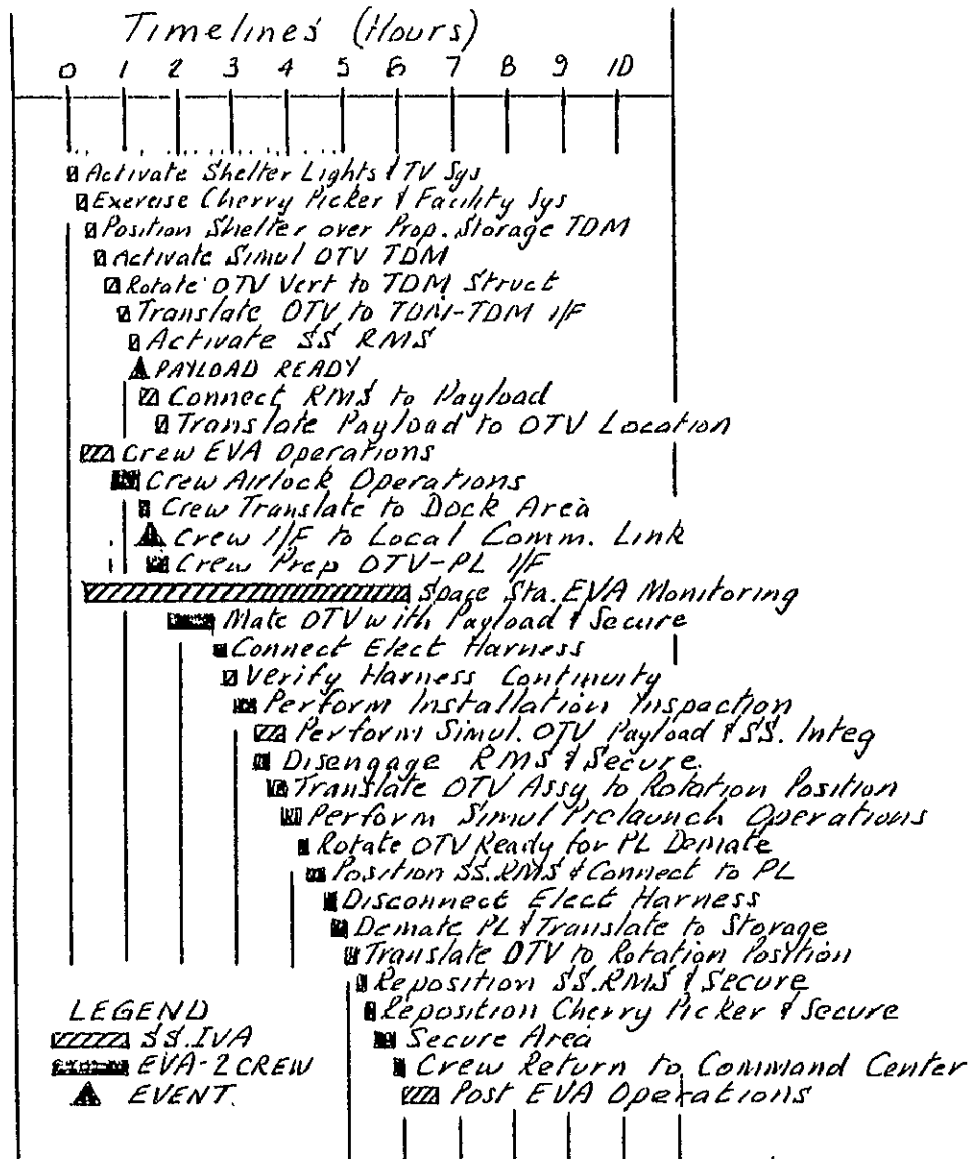 Timelines (Hours)
0 1 2 3 4 5 6 7 8 9 10
Activate Shelter Lights & TV Sys
Exercise Cherry Picker & Facility Sys
Position Shelter over Prop. Storage TDM
Activate Simul OTV TDM
Rotate OTV Vert to TDM Struct
Translate OTV to TDM-TDM I/F
Activate SS RMS
PAYLOAD READY
Connect RMS to Payload
Translate Payload to OTV Location
Crew EVA Operations
Crew Airlock Operations
Crew Translate to Dock Area
Crew I/F to Local Comm. Link
Crew Prep OTV-PL I/F
Space Sta. EVA Monitoring
Mate OTV with Payload & Secure
Connect Elect Harness
Verify Harness Continuity
Perform Installation Inspection
Perform Simul. OTV Payload & SS. Integ
Disengage RMS & Secure.
Translate OTV Assy to Rotation Position
Perform Simul Prelaunch Operations
Rotate OTV Ready for PL Demate
Position SS.RMS & Connect to PL
Disconnect Elect Harness
Demate PL & Translate to Storage
Translate OTV to Rotation Position
Reposition SS.RMS & Secure
Reposition Cherry Picker & Secure
Secure Area
Crew Return to Command Center
Post EVA Operations
LEGEND
SS.IVA
EVA-2 CREW
EVENT.